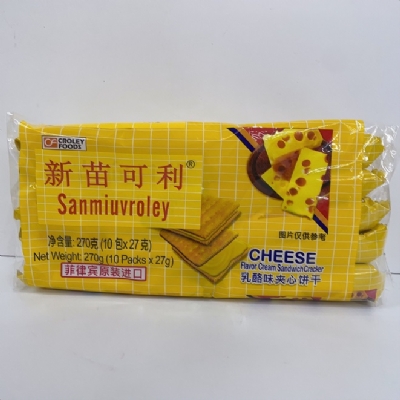 CROLEY
FOODS
新苗可利®
Sanmiuvroley
净含量: 270克 (10 包x27克)
Net Weight: 270g (10 Packs x 27g)
菲律宾原装进口
图片仅供参考
CHEESE
Flavor Cream Sandwich Cracker
乳酪味夹心饼干